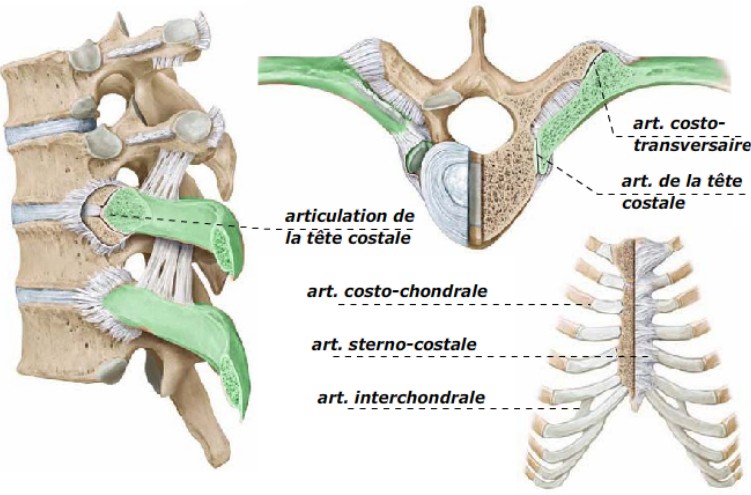 art. costo-
transversaire
art. de la tête
costale
articulation de
la tête costale
art. costo-chondrale
art. sterno-costale
art. interchondrale